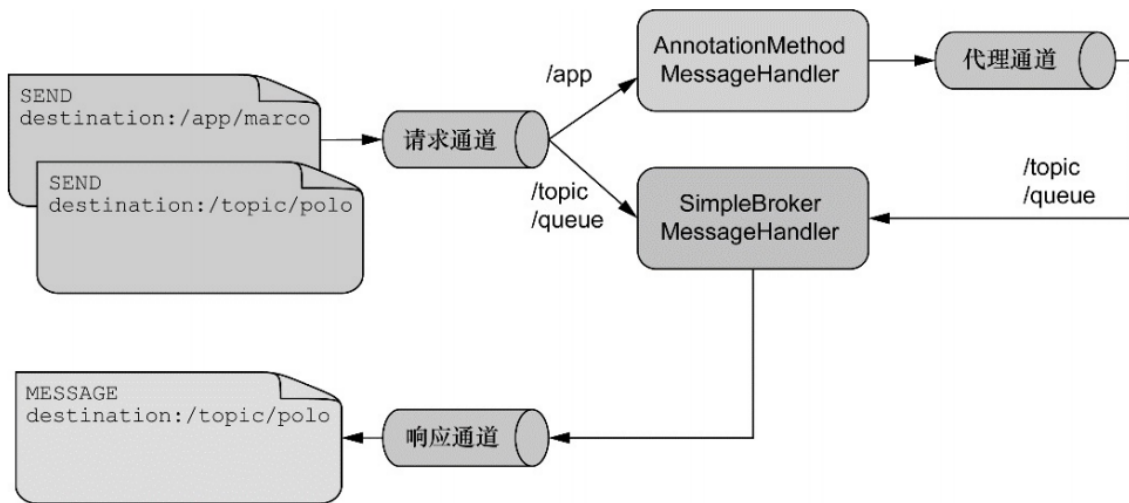 SEND
destination:/app/marco
SEND
destination:/topic/polo
请求通道
/app
/topic
/queue
AnnotationMethod
MessageHandler
代理通道
SimpleBroker
MessageHandler
/topic
/queue
MESSAGE
destination:/topic/polo
响应通道